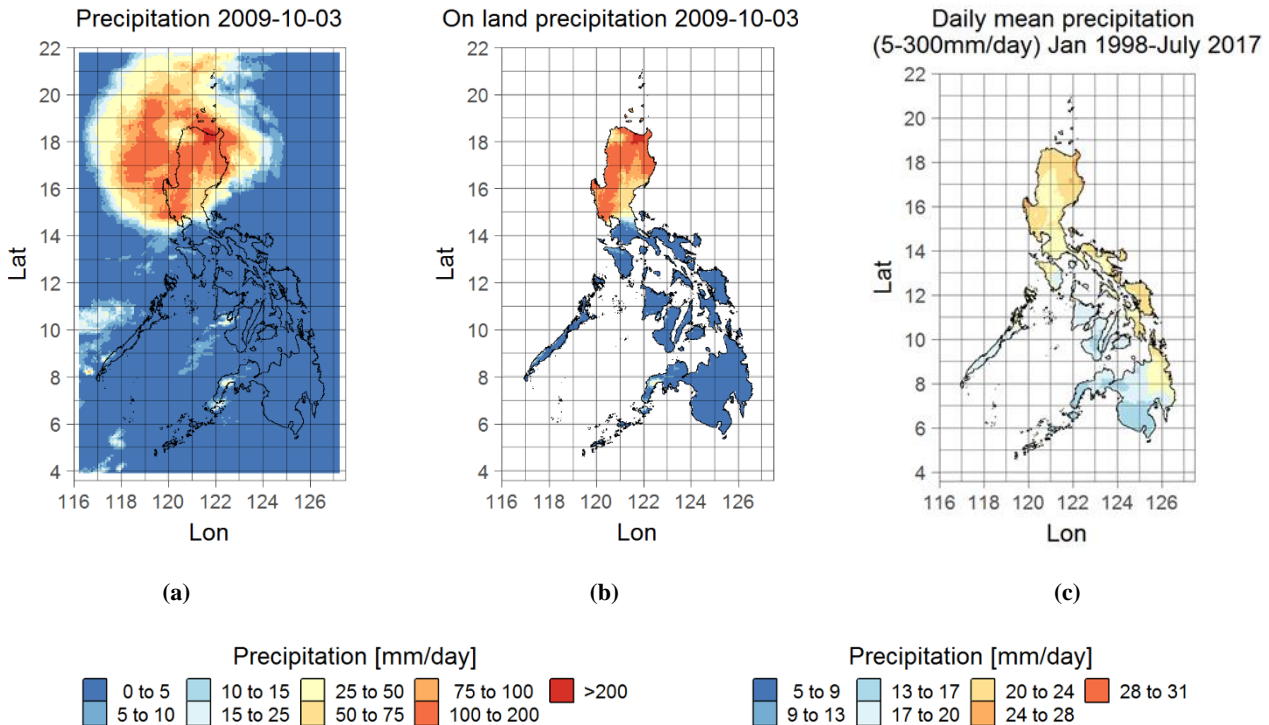 Precipitation 2009-10-03
22
20
18
16
14
12
10
8
6
4
Lat
116 118 120 122 124 126
Lon
(a)
On land precipitation 2009-10-03
22
20
18
16
14
12
10
8
6
4
Lat
116 118 120 122 124 126
Lon
(b)
Daily mean precipitation
(5-300mm/day) Jan 1998-July 2017
22
20
18
16
14
12
10
8
6
4
Lat
116 118 120 122 124 126
Lon
(c)
Precipitation [mm/day]
0 to 5 10 to 15 25 to 50 75 to 100 >200
5 to 10 15 to 25 50 to 75 100 to 200
Precipitation [mm/day]
5 to 9 13 to 17 20 to 24 28 to 31
9 to 13 17 to 20 24 to 28